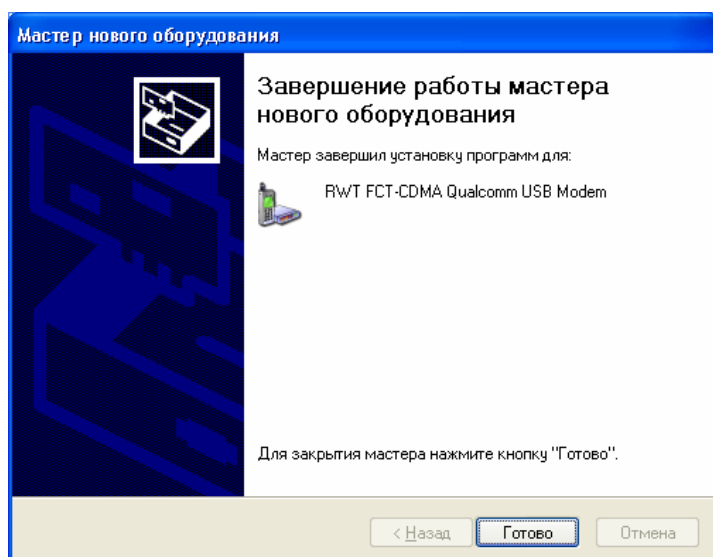 Мастер нового оборудования
Завершение работы мастера
нового оборудования
Мастер завершил установку программ для:
RWT FCT-CDMA Qualcomm USB Modem
Для закрытия мастера нажмите кнопку "Готово".
< Назад Готово Отмена